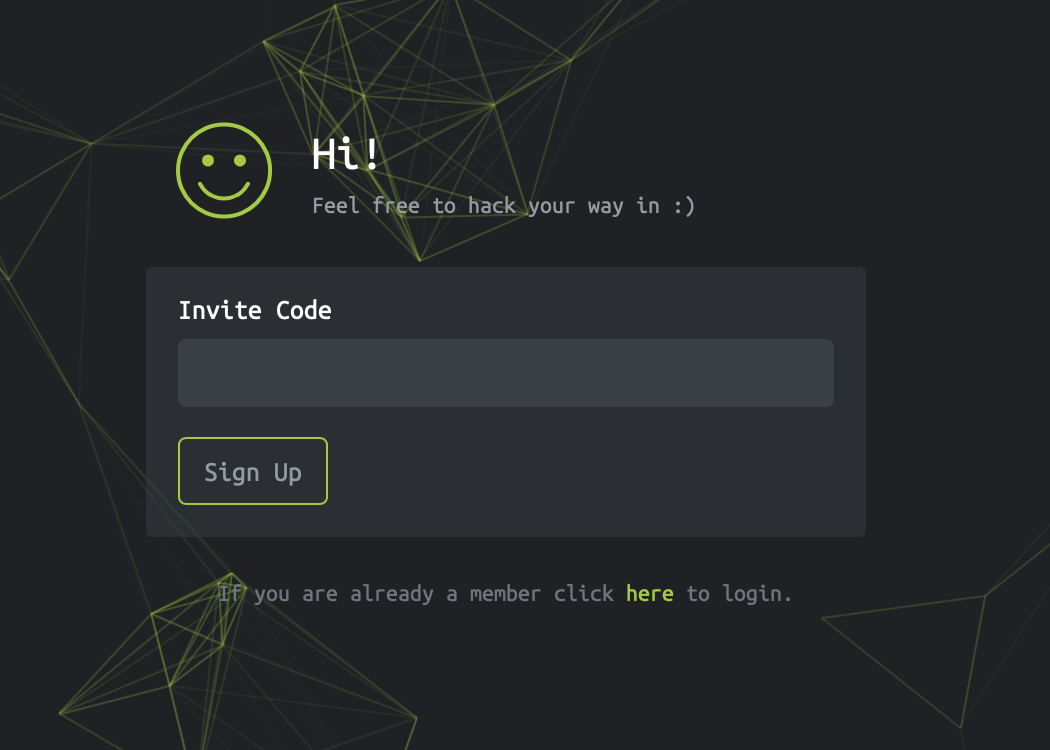 Hi!
Feel free to hack your way in :)
Invite Code
Sign Up
If you are already a member click here to login.